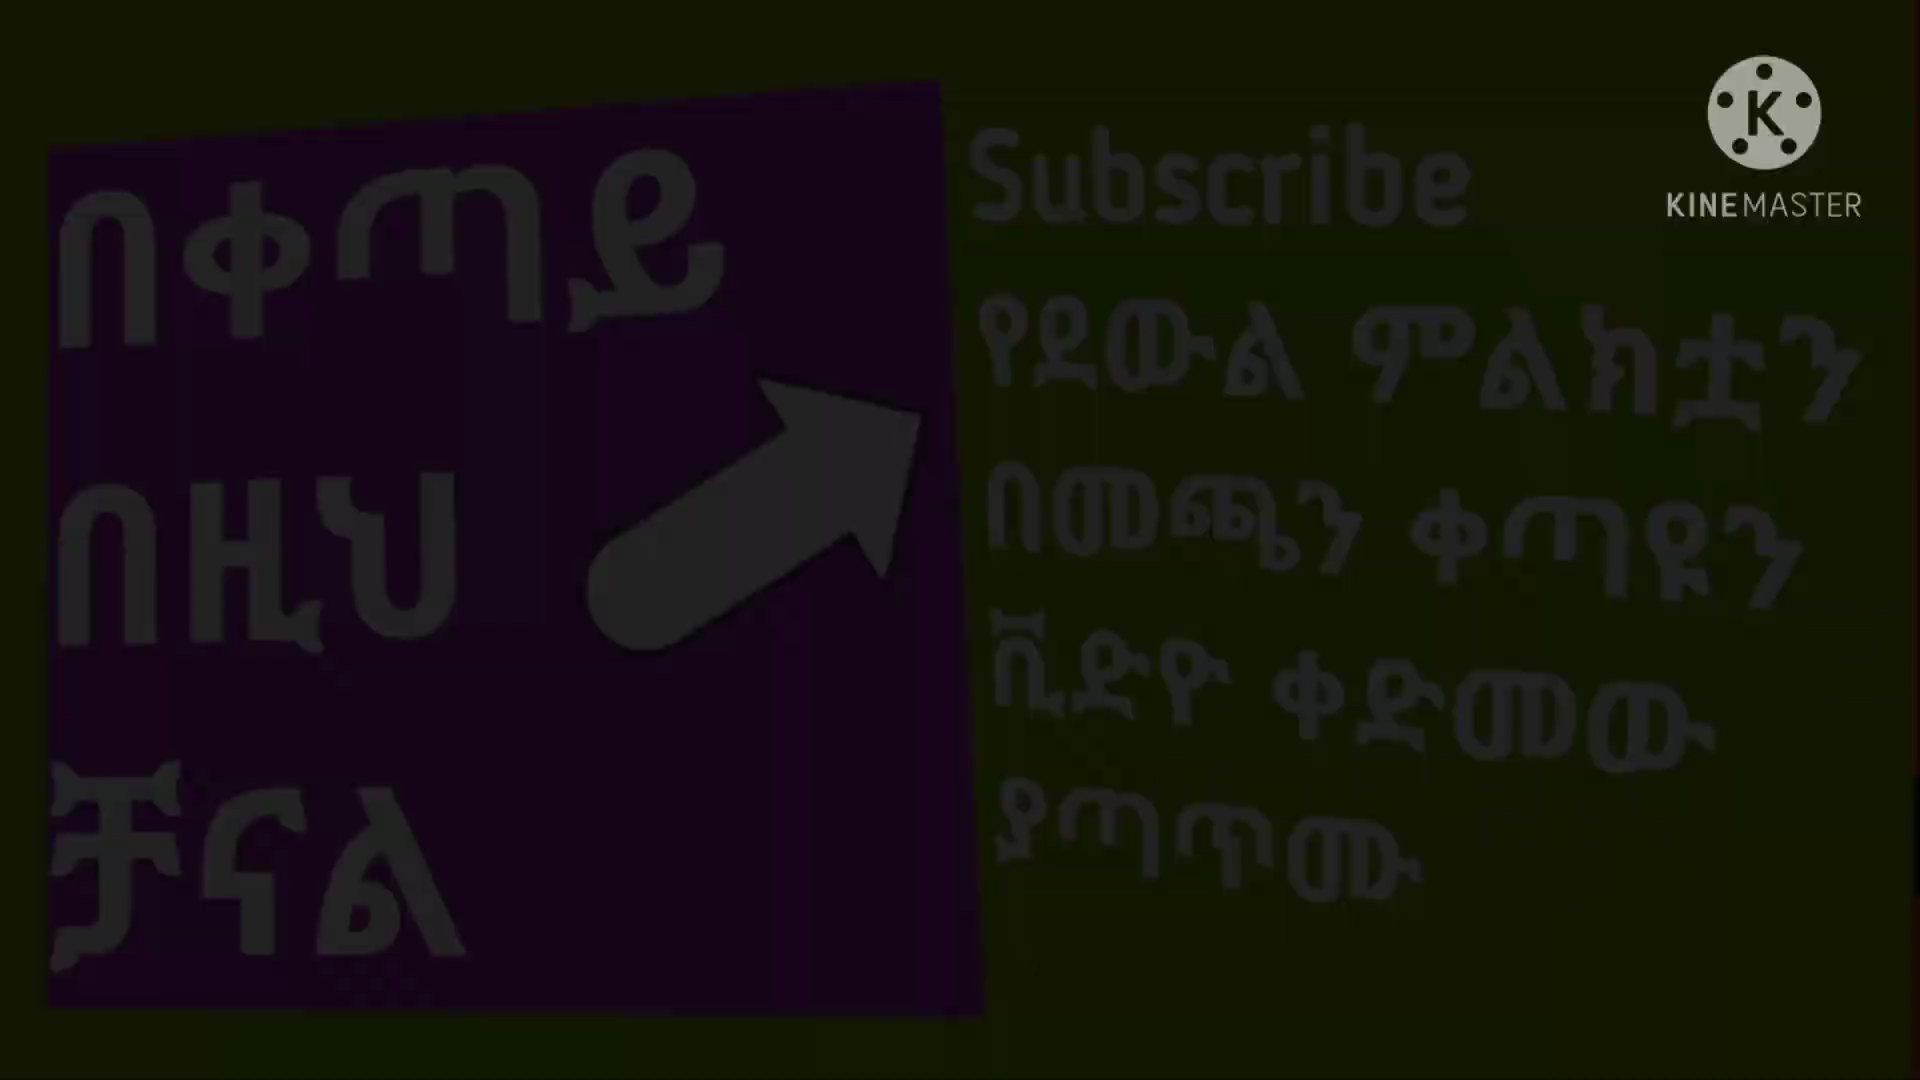 በቀጣይ
በዚህ
ቻናል
Subscribe
የደውል ምልክቷን
በመጫን ቀጣዩን
ቪድዮ ቀድመው
ያጣጥሙ
K
KINEMASTER